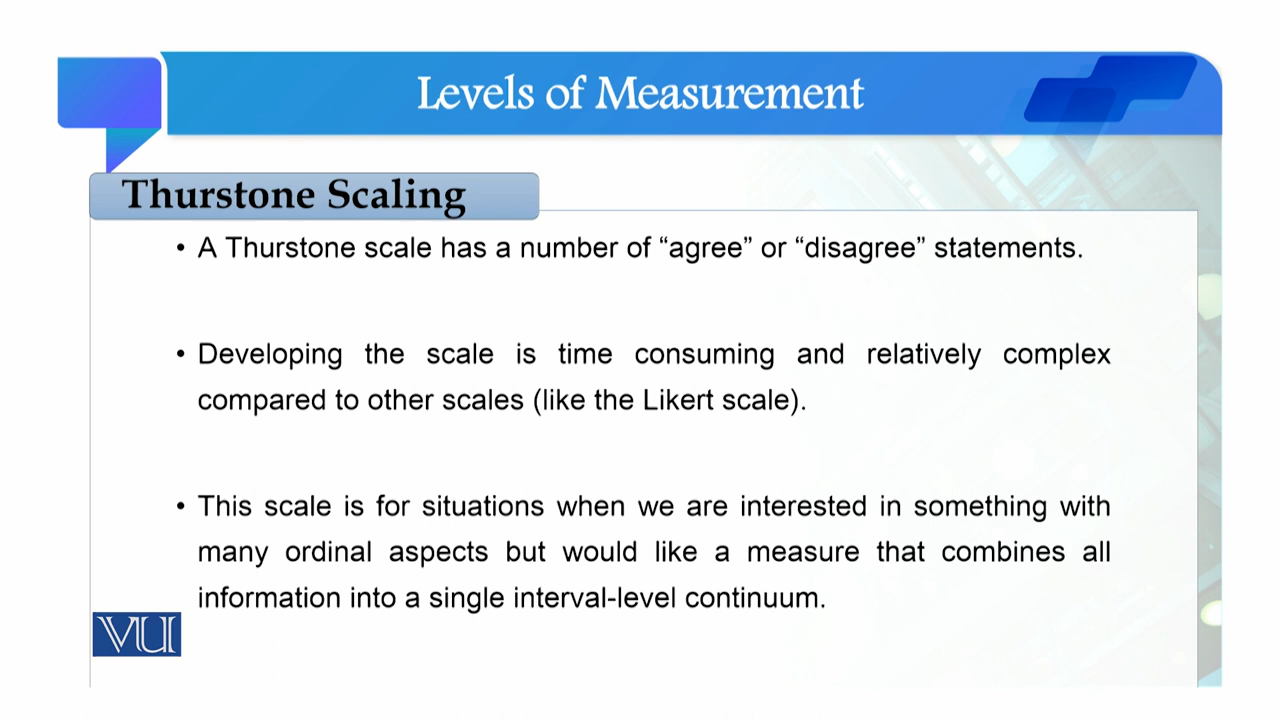 Levels of Measurement
Thurstone Scaling
• A Thurstone scale has a number of “agree” or “disagree” statements.
• Developing the scale is time consuming and relatively complex
compared to other scales (like the Likert scale).
• This scale is for situations when we are interested in something with
many ordinal aspects but would like a measure that combines all
information into a single interval-level continuum.
VU